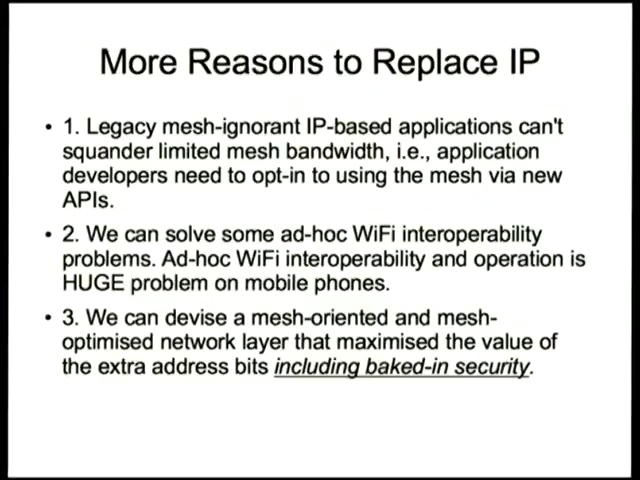 More Reasons to Replace IP
• 1. Legacy mesh-ignorant IP-based applications can't
squander limited mesh bandwidth, i.e., application
developers need to opt-in to using the mesh via new
APIs.
• 2. We can solve some ad-hoc WiFi interoperability
problems. Ad-hoc WiFi interoperability and operation is
HUGE problem on mobile phones.
• 3. We can devise a mesh-oriented and mesh-
optimised network layer that maximised the value of
the extra address bits including baked-in security.